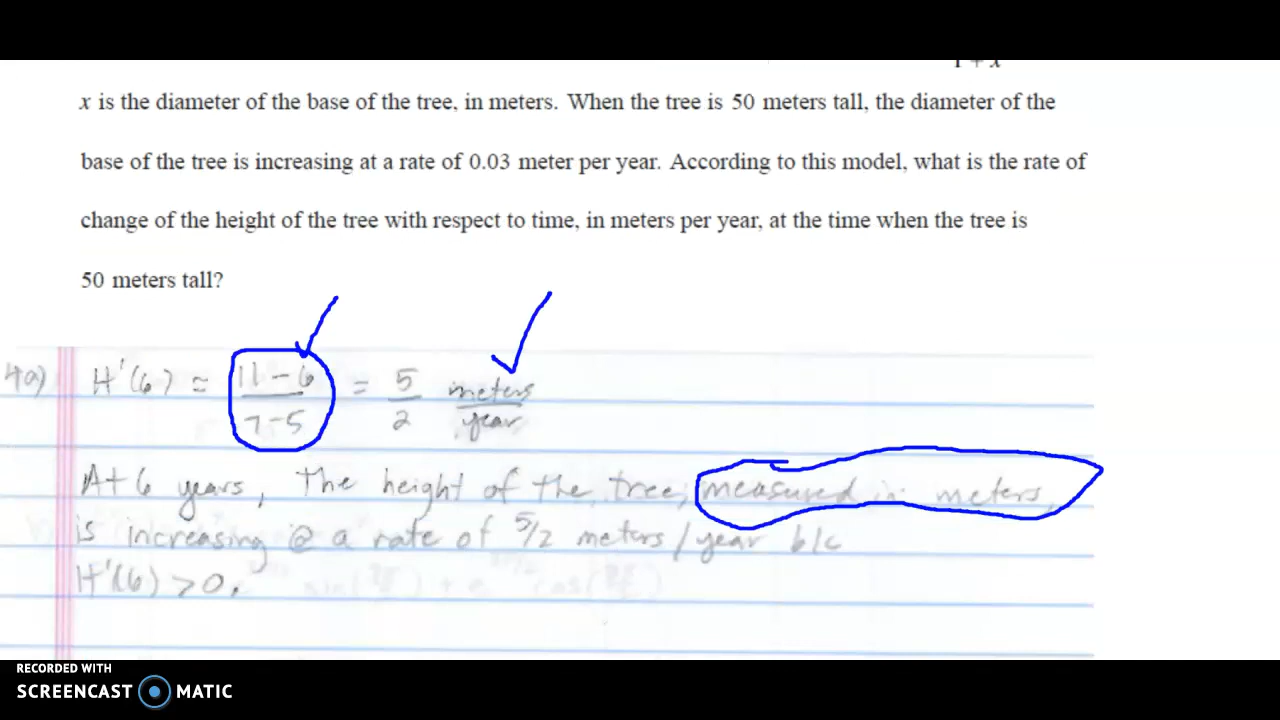 1 + x
x is the diameter of the base of the tree, in meters. When the tree is 50 meters tall, the diameter of the
base of the tree is increasing at a rate of 0.03 meter per year. According to this model, what is the rate of
change of the height of the tree with respect to time, in meters per year, at the time when the tree is
50 meters tall?
4a) H'(6) ≈ 11 - 6 / 7 - 5 = 5 / 2 meters / year
At 6 years, The height of the tree, measured in meters,
is increasing @ a rate of 5/2 meters/year b/c
H'(6) > 0.
RECORDED WITH
SCREENCAST MATIC